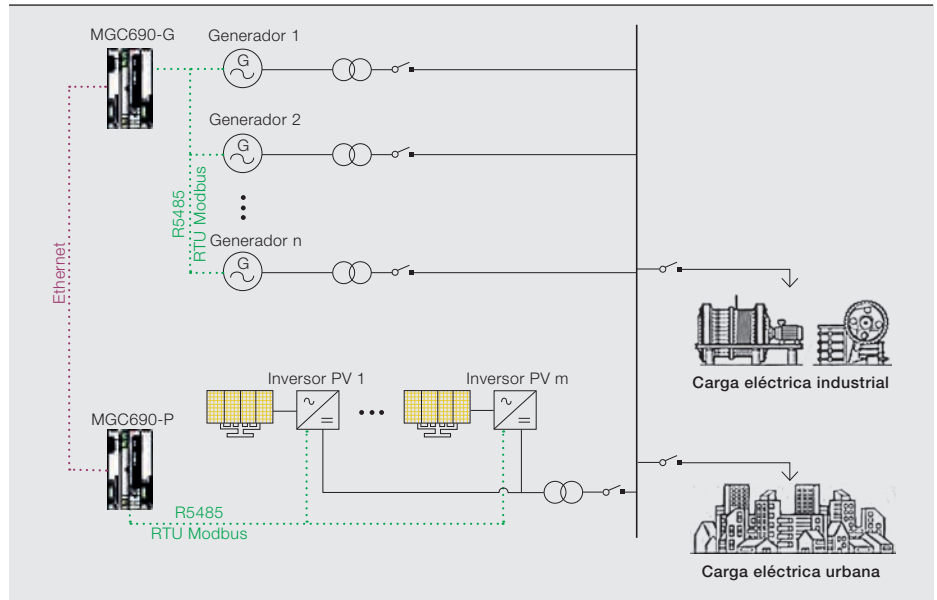 MGC690-G
Generador 1
G
Generador 2
G
R5485
RTU Modbus
Generador n
G
Ethernet
Carga eléctrica industrial
Inversor PV 1
Inversor PV m
MGC690-P
R5485
RTU Modbus
Carga eléctrica urbana